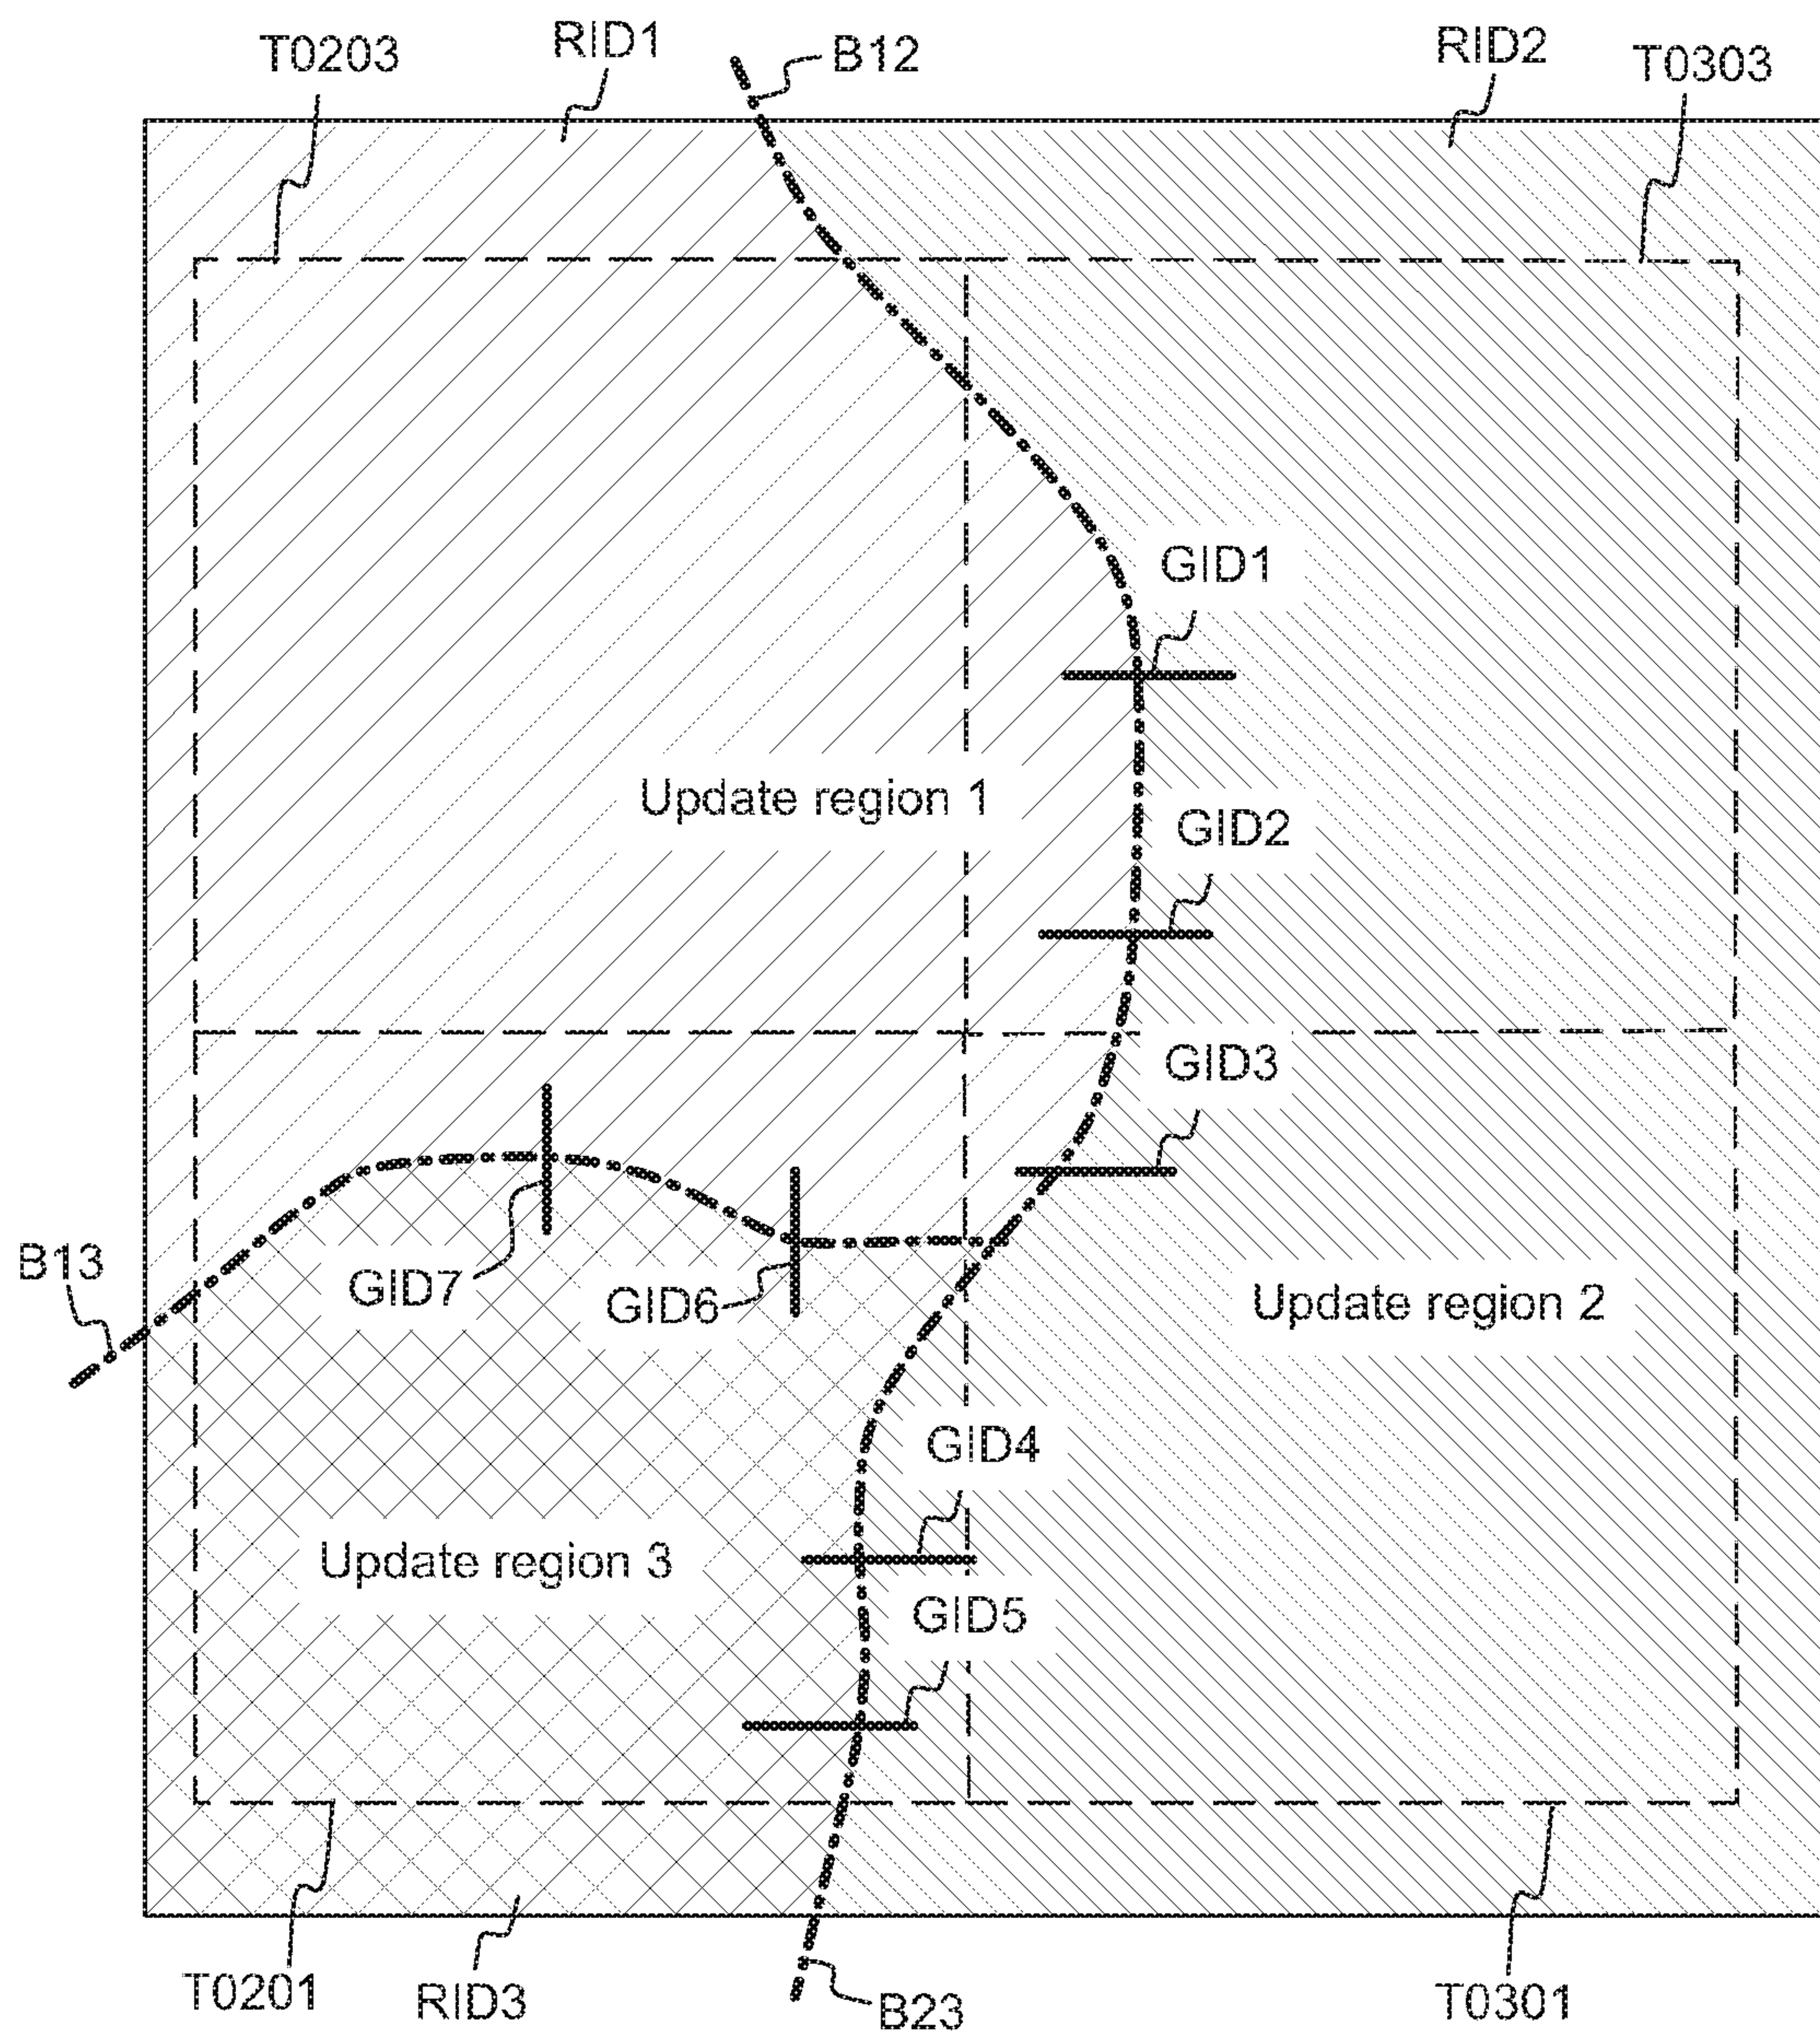 T0203
RID1
B12
RID2
T0303
GID1
Update region 1
GID2
GID3
B13
GID7
GID6
Update region 2
GID4
Update region 3
GID5
T0201
RID3
B23
T0301